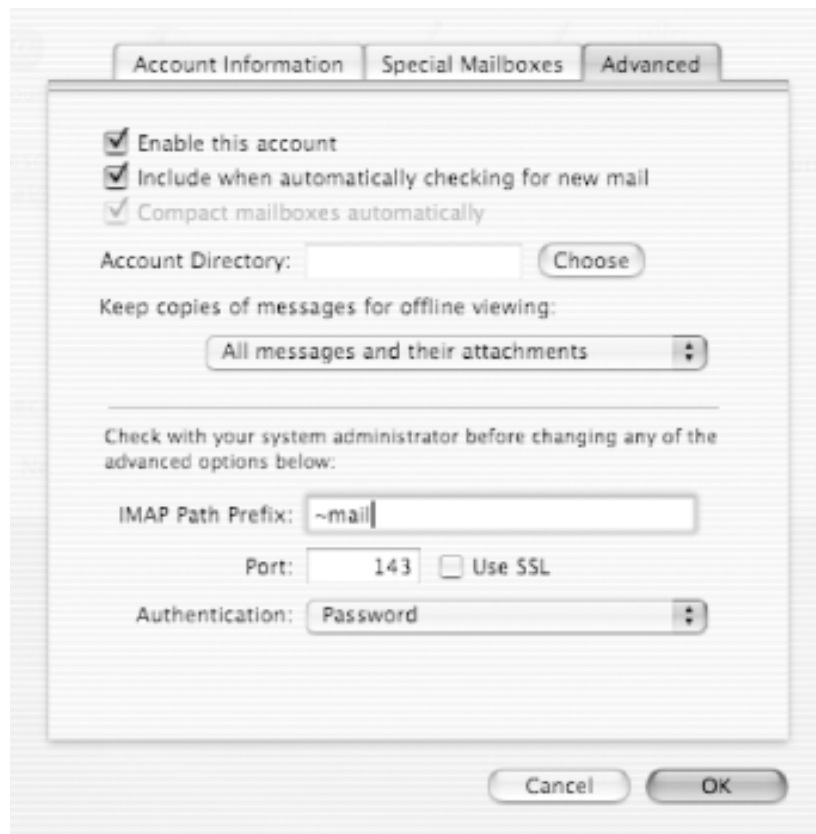 Account Information Special Mailboxes Advanced
Enable this account
Include when automatically checking for new mail
Compact mailboxes automatically
Account Directory: Choose
Keep copies of messages for offline viewing:
All messages and their attachments
Check with your system administrator before changing any of the
advanced options below:
IMAP Path Prefix: ~mail
Port: 143 Use SSL
Authentication: Password
Cancel OK